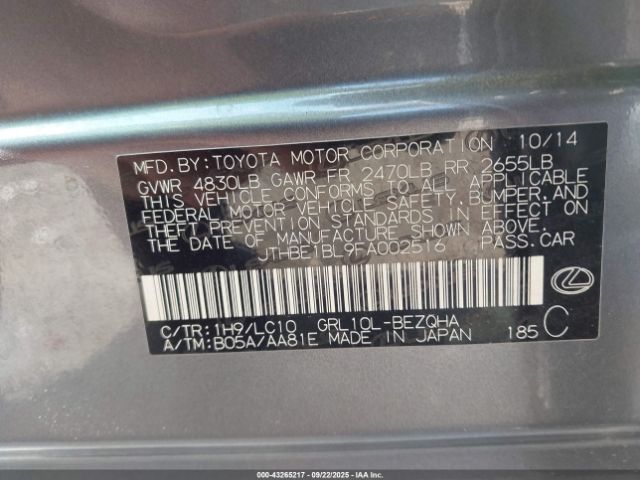 MFD.BY:TOYOTA MOTOR CORPORATION 10/14
GVWR 4830LB GAWR FR 2470LB RR 2655LB
THIS VEHICLE CONFORMS TO ALL APPLICABLE
FEDERAL MOTOR VEHICLE SAFETY, BUMPER, AND
THEFT PREVENTION STANDARDS IN EFFECT ON
THE DATE OF MANUFACTURE SHOWN ABOVE.
JTHBE1BL9FA002516 PASS.CAR
C/TR:1H9/LC10 GRL10L-BEZQHA
A/TM:B05A/AA81E MADE IN JAPAN 185 C
000-43265217 - 09/22/2025 - IAAI.COM